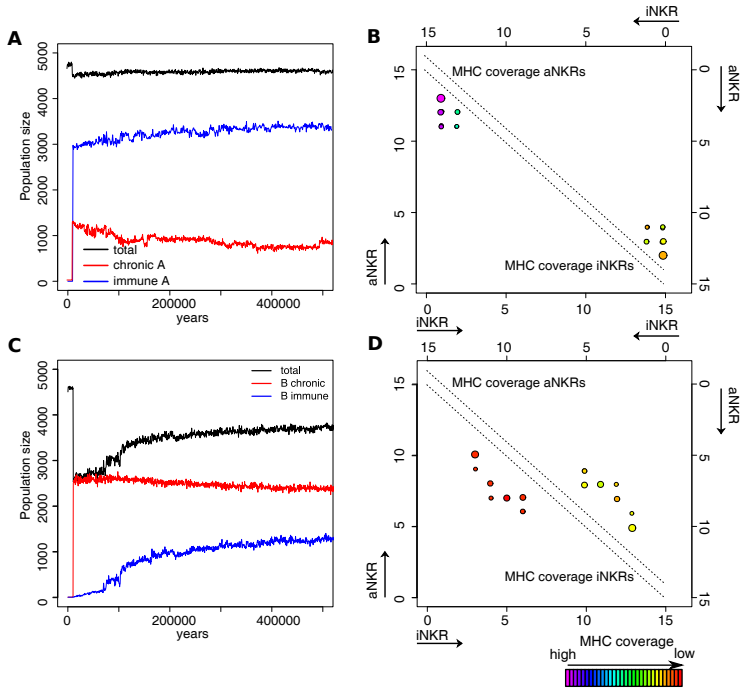 A
Population size
0 1000 2000 3000 4000 5000
total
chronic A
immune A
0 200000 400000
years
B
iNKR
15 10 5 0
MHC coverage aNKRs
MHC coverage iNKRs
aNKR
0 5 10 15
aNKR
0 5 10 15
0 5 10 15
iNKR
C
Population size
0 1000 2000 3000 4000 5000
total
B chronic
B immune
0 200000 400000
years
D
iNKR
15 10 5 0
MHC coverage aNKRs
MHC coverage iNKRs
aNKR
0 5 10 15
aNKR
0 5 10 15
0 5 10 15
iNKR
MHC coverage
high low